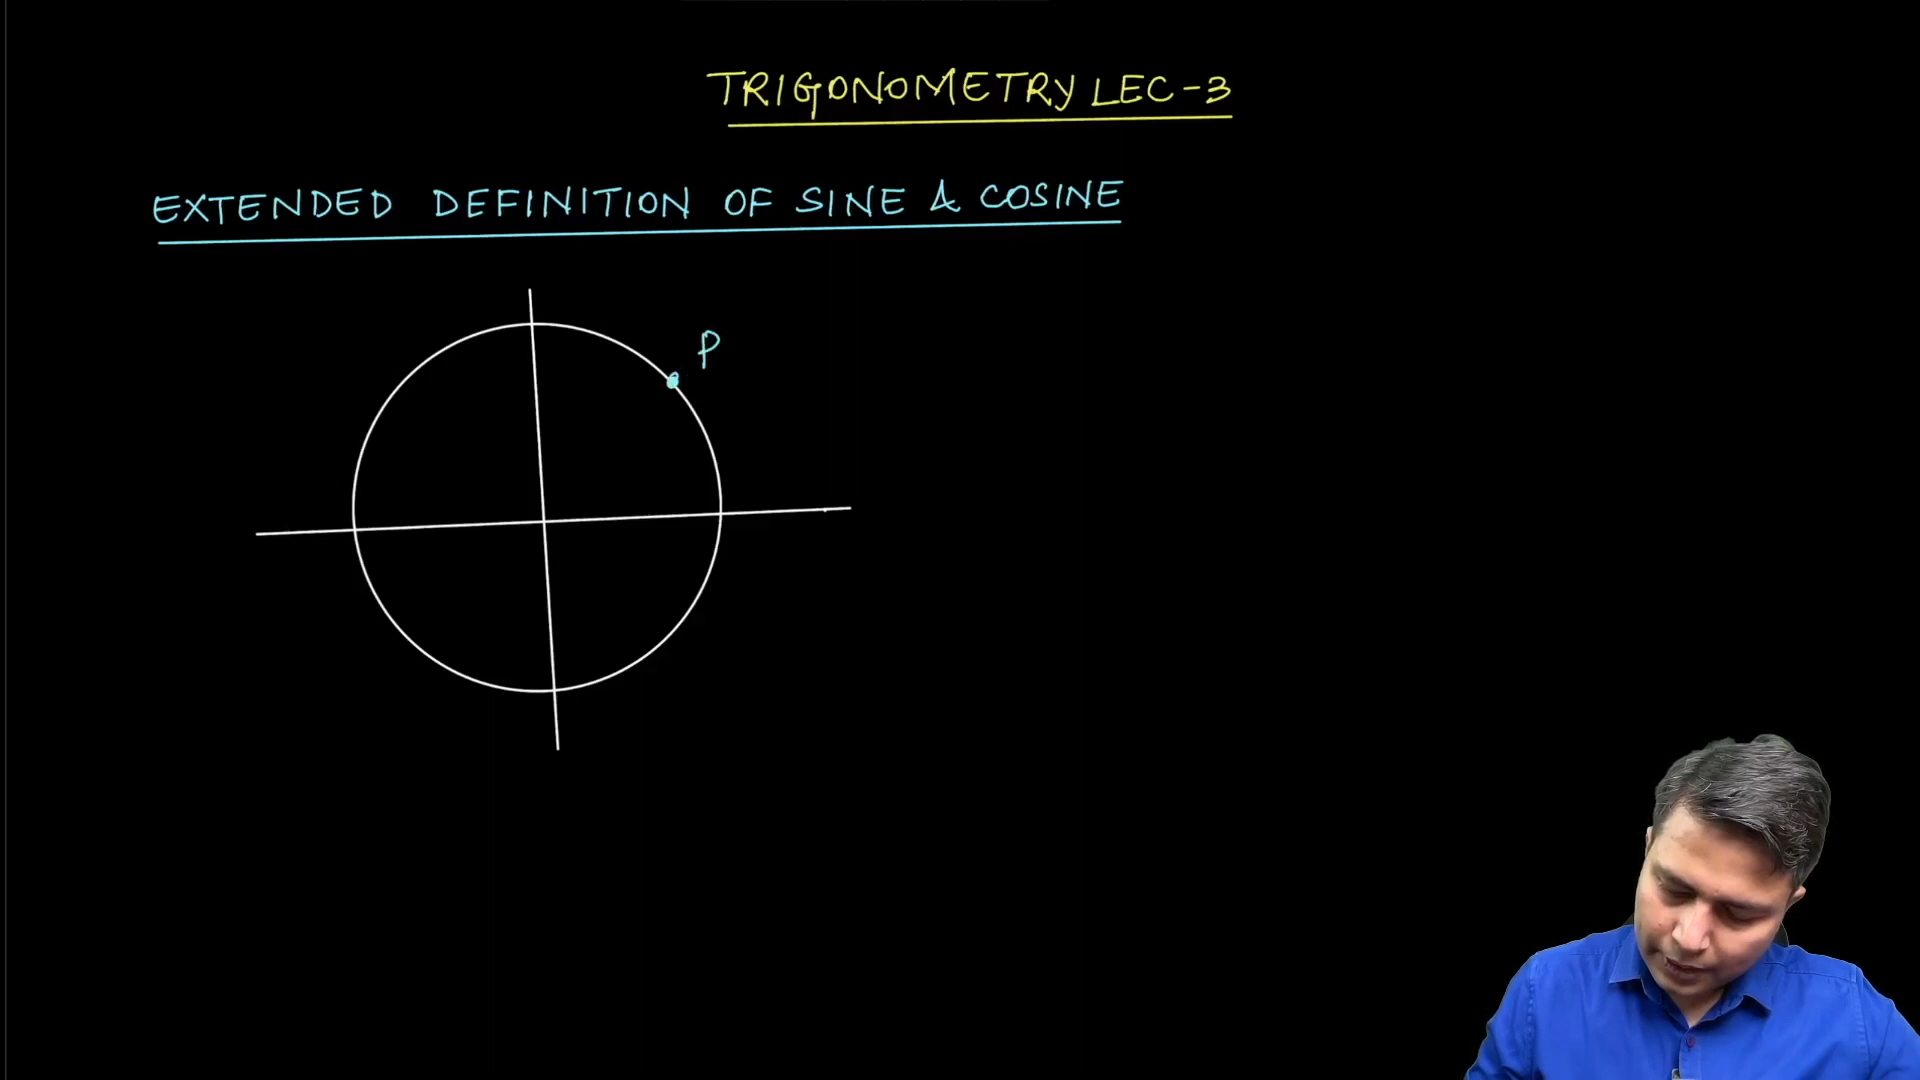 TRIGONOMETRY LEC-3
EXTENDED DEFINITION OF SINE & COSINE
P